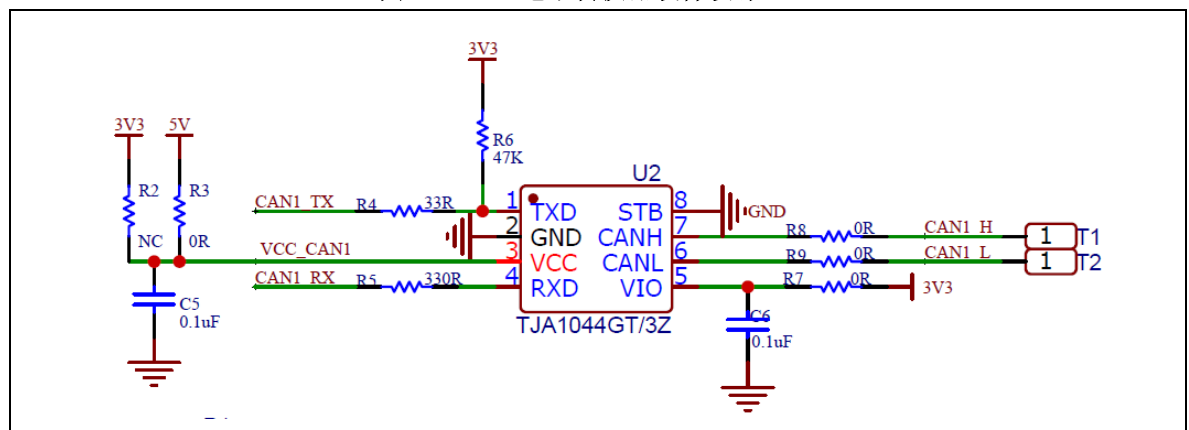 3V3
3V3 5V
R6
47K
R2 R3
U2
CAN1_TX R4 33R 1 TXD STB 8 GND
2 GND CANH 7 R8 0R CAN1_H 1 T1
NC 0R VCC_CAN1 3 VCC CANL 6 R9 0R CAN1_L 1 T2
CAN1_RX R5 330R 4 RXD VIO 5 R7 0R 3V3
C5
0.1uF
TJA1044GT/3Z
C6
0.1uF